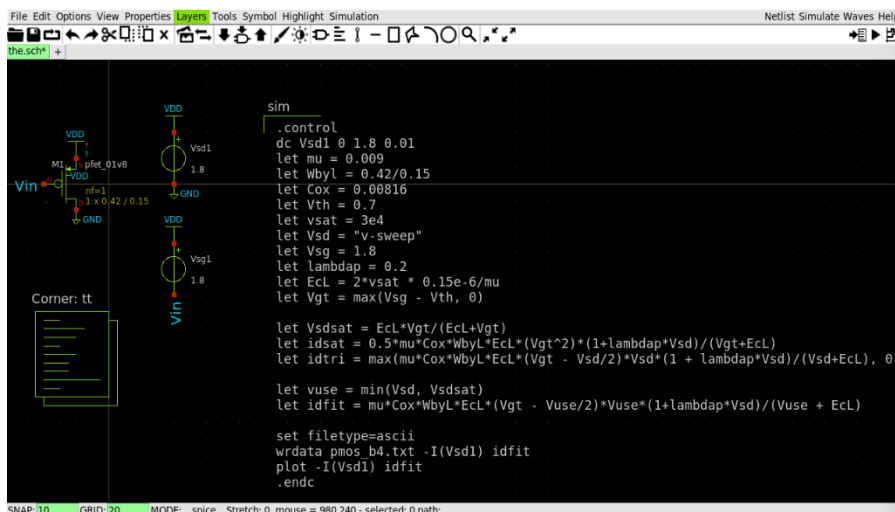 File Edit Options View Properties Layers Tools Symbol Highlight Simulation Netlist Simulate Waves Help
the.sch* +
VDD
?
?
M1 S pfet_01v8
VDD
Vin G
nf=1
D 1 x 0.42 / 0.15
GND
VDD
+
Vsd1
1.8
GND
VDD
+
Vsg1
1.8
Vin
Corner: tt
sim
.control
dc Vsd1 0 1.8 0.01
let mu = 0.009
let Wbyl = 0.42/0.15
let Cox = 0.00816
let Vth = 0.7
let vsat = 3e4
let Vsd = "v-sweep"
let Vsg = 1.8
let lambdap = 0.2
let EcL = 2*vsat * 0.15e-6/mu
let Vgt = max(Vsg - Vth, 0)
let Vsdsat = EcL*Vgt/(EcL+Vgt)
let idsat = 0.5*mu*Cox*WbyL*EcL*(Vgt^2)*(1+lambdap*Vsd)/(Vgt+EcL)
let idtri = max(mu*Cox*WbyL*EcL*(Vgt - Vsd/2)*Vsd*(1 + lambdap*Vsd)/(Vsd+EcL), 0
let vuse = min(Vsd, Vsdsat)
let idfit = mu*Cox*WbyL*EcL*(Vgt - Vuse/2)*Vuse*(1+lambdap*Vsd)/(Vuse + EcL)
set filetype=ascii
wrdata pmos_b4.txt -I(Vsd1) idfit
plot -I(Vsd1) idfit
.endc
SNAP: 10 GRID: 20 MODE: spice Stretch: 0 mouse = 980 240 - selected: 0 path: